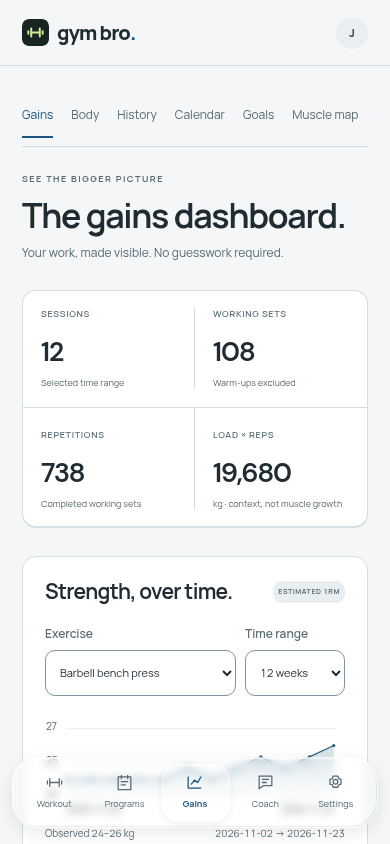 gym bro.
J
Gains Body History Calendar Goals Muscle map
SEE THE BIGGER PICTURE
The gains dashboard.
Your work, made visible. No guesswork required.
SESSIONS
12
Selected time range
WORKING SETS
108
Warm-ups excluded
REPETITIONS
738
Completed working sets
LOAD × REPS
19,680
kg · context, not muscle growth
Strength, over time.
ESTIMATED 1RM
Exercise
Barbell bench press
Time range
12 weeks
27
Workout Programs Gains Coach Settings
Observed 24–26 kg
2026-11-02 → 2026-11-23